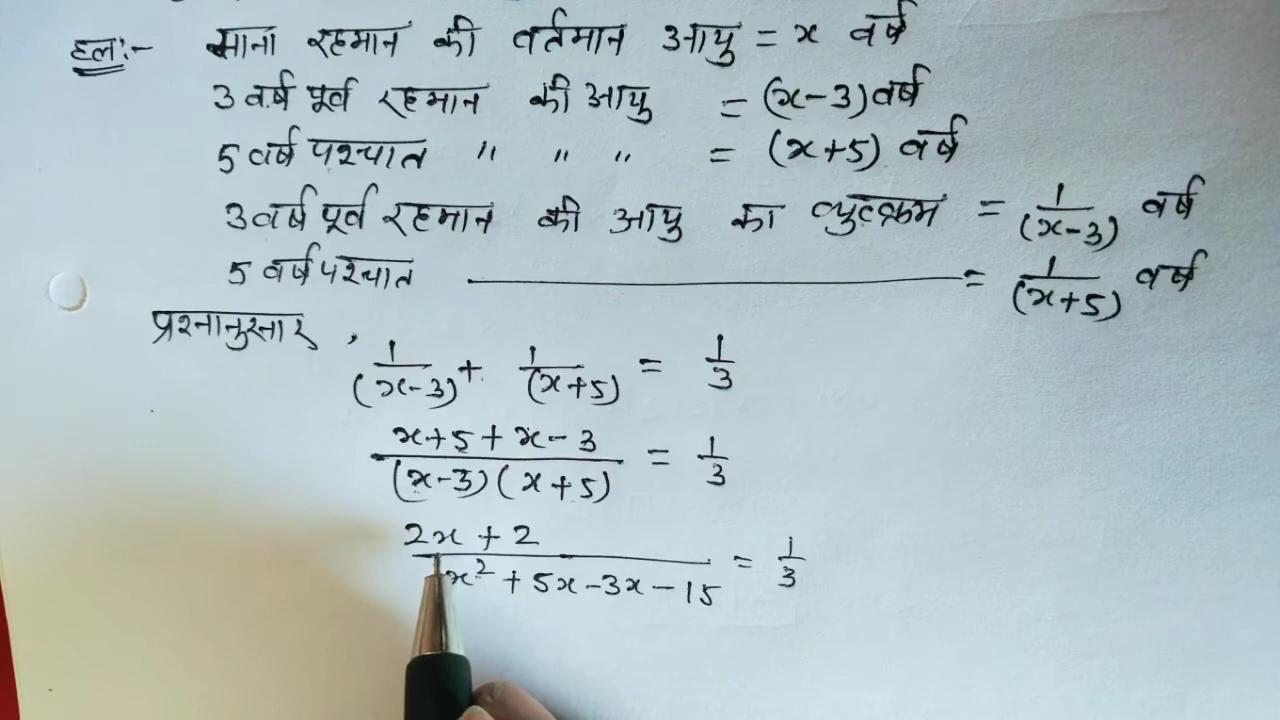 हल:- माना रहमान की वर्तमान आयु = x वर्ष
3 वर्ष पूर्व रहमान की आयु = (x-3) वर्ष
5 वर्ष पश्चात " " " = (x+5) वर्ष
3 वर्ष पूर्व रहमान की आयु का व्युत्क्रम = 1/(x-3) वर्ष
5 वर्ष पश्चात ———— = 1/(x+5) वर्ष
प्रश्नानुसार,
1/(x-3) + 1/(x+5) = 1/3
x+5+x-3/(x-3)(x+5) = 1/3
2x+2/x²+5x-3x-15 = 1/3